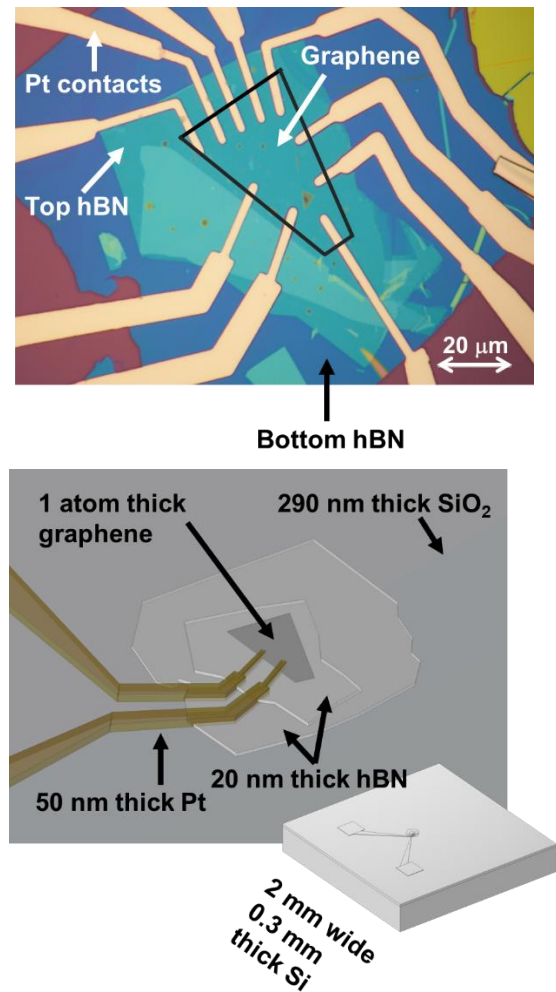 Graphene
Pt contacts
Top hBN
20 μm
Bottom hBN
1 atom thick
graphene
290 nm thick SiO₂
20 nm thick hBN
50 nm thick Pt
2 mm wide
0.3 mm
thick Si